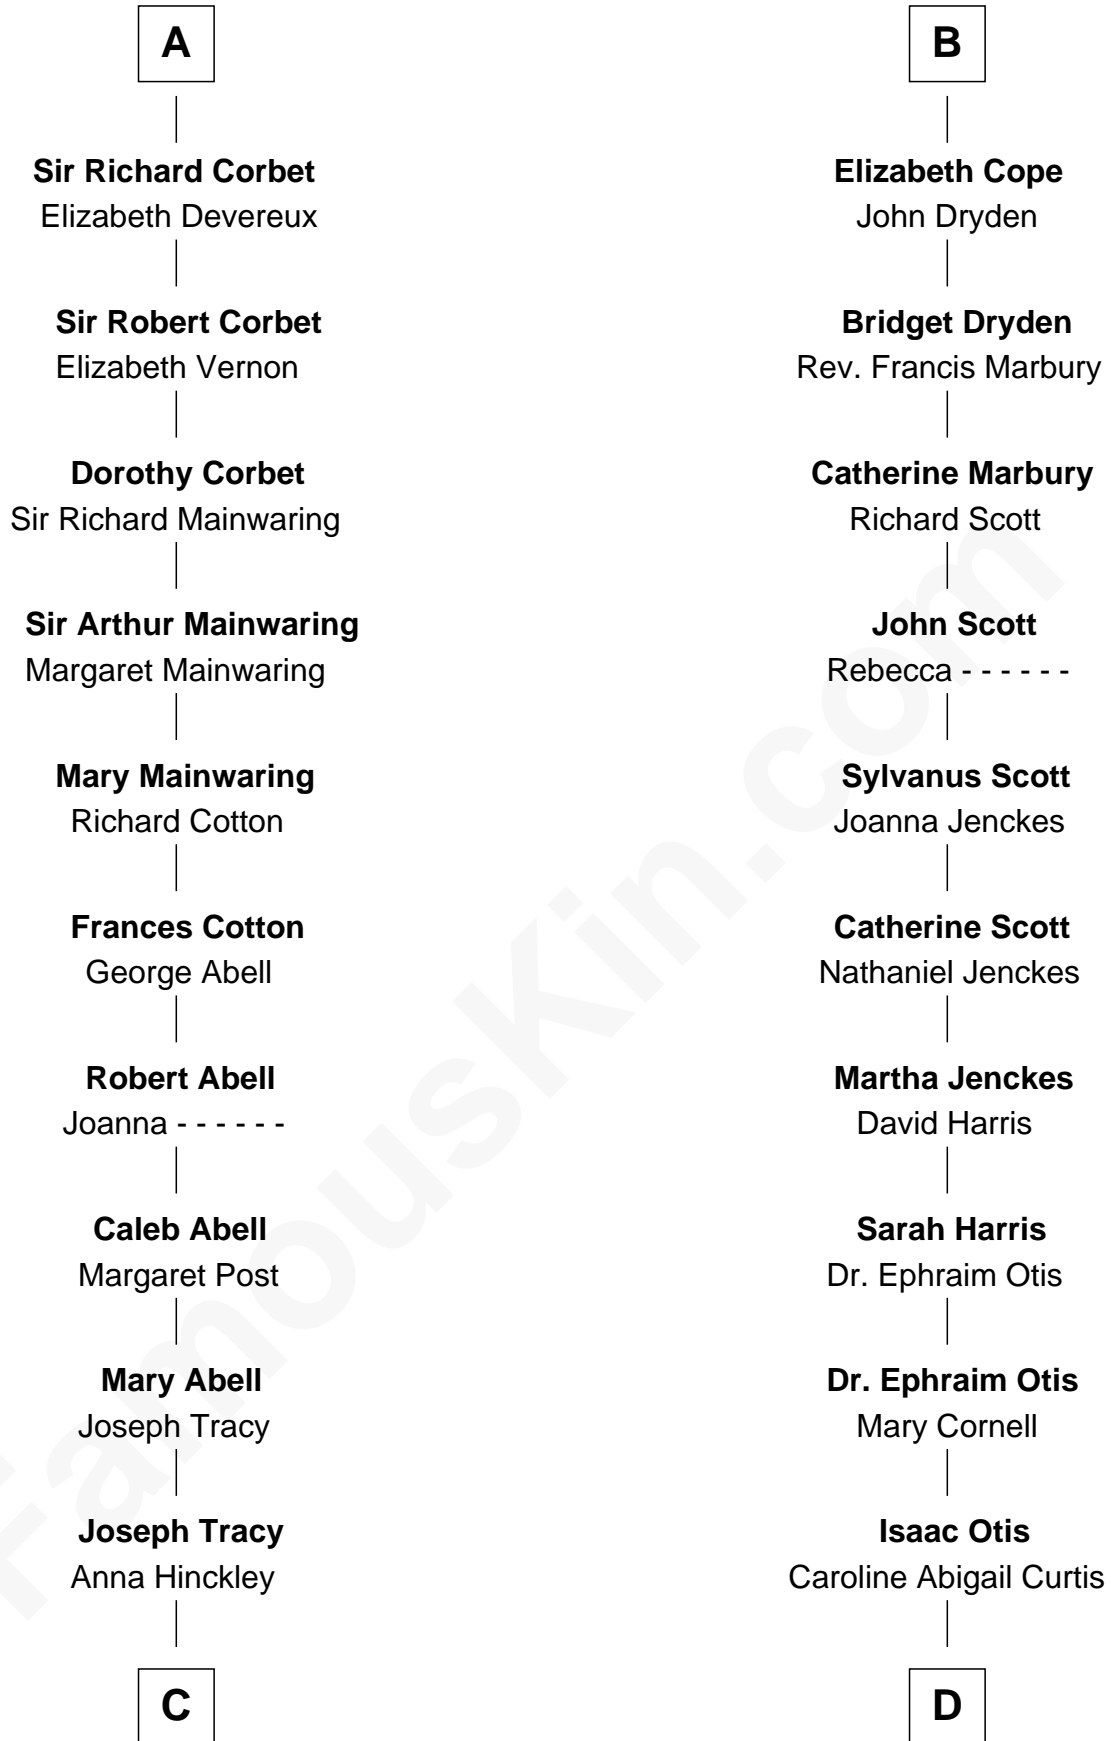 A
Sir Richard Corbet
Elizabeth Devereux
Sir Robert Corbet
Elizabeth Vernon
Dorothy Corbet
Sir Richard Mainwaring
Sir Arthur Mainwaring
Margaret Mainwaring
Mary Mainwaring
Richard Cotton
Frances Cotton
George Abell
Robert Abell
Joanna - - - - - -
Caleb Abell
Margaret Post
Mary Abell
Joseph Tracy
Joseph Tracy
Anna Hinckley
C
B
Elizabeth Cope
John Dryden
Bridget Dryden
Rev. Francis Marbury
Catherine Marbury
Richard Scott
John Scott
Rebecca - - - - - -
Sylvanus Scott
Joanna Jenckes
Catherine Scott
Nathaniel Jenckes
Martha Jenckes
David Harris
Sarah Harris
Dr. Ephraim Otis
Dr. Ephraim Otis
Mary Cornell
Isaac Otis
Caroline Abigail Curtis
D
FamousKin.com